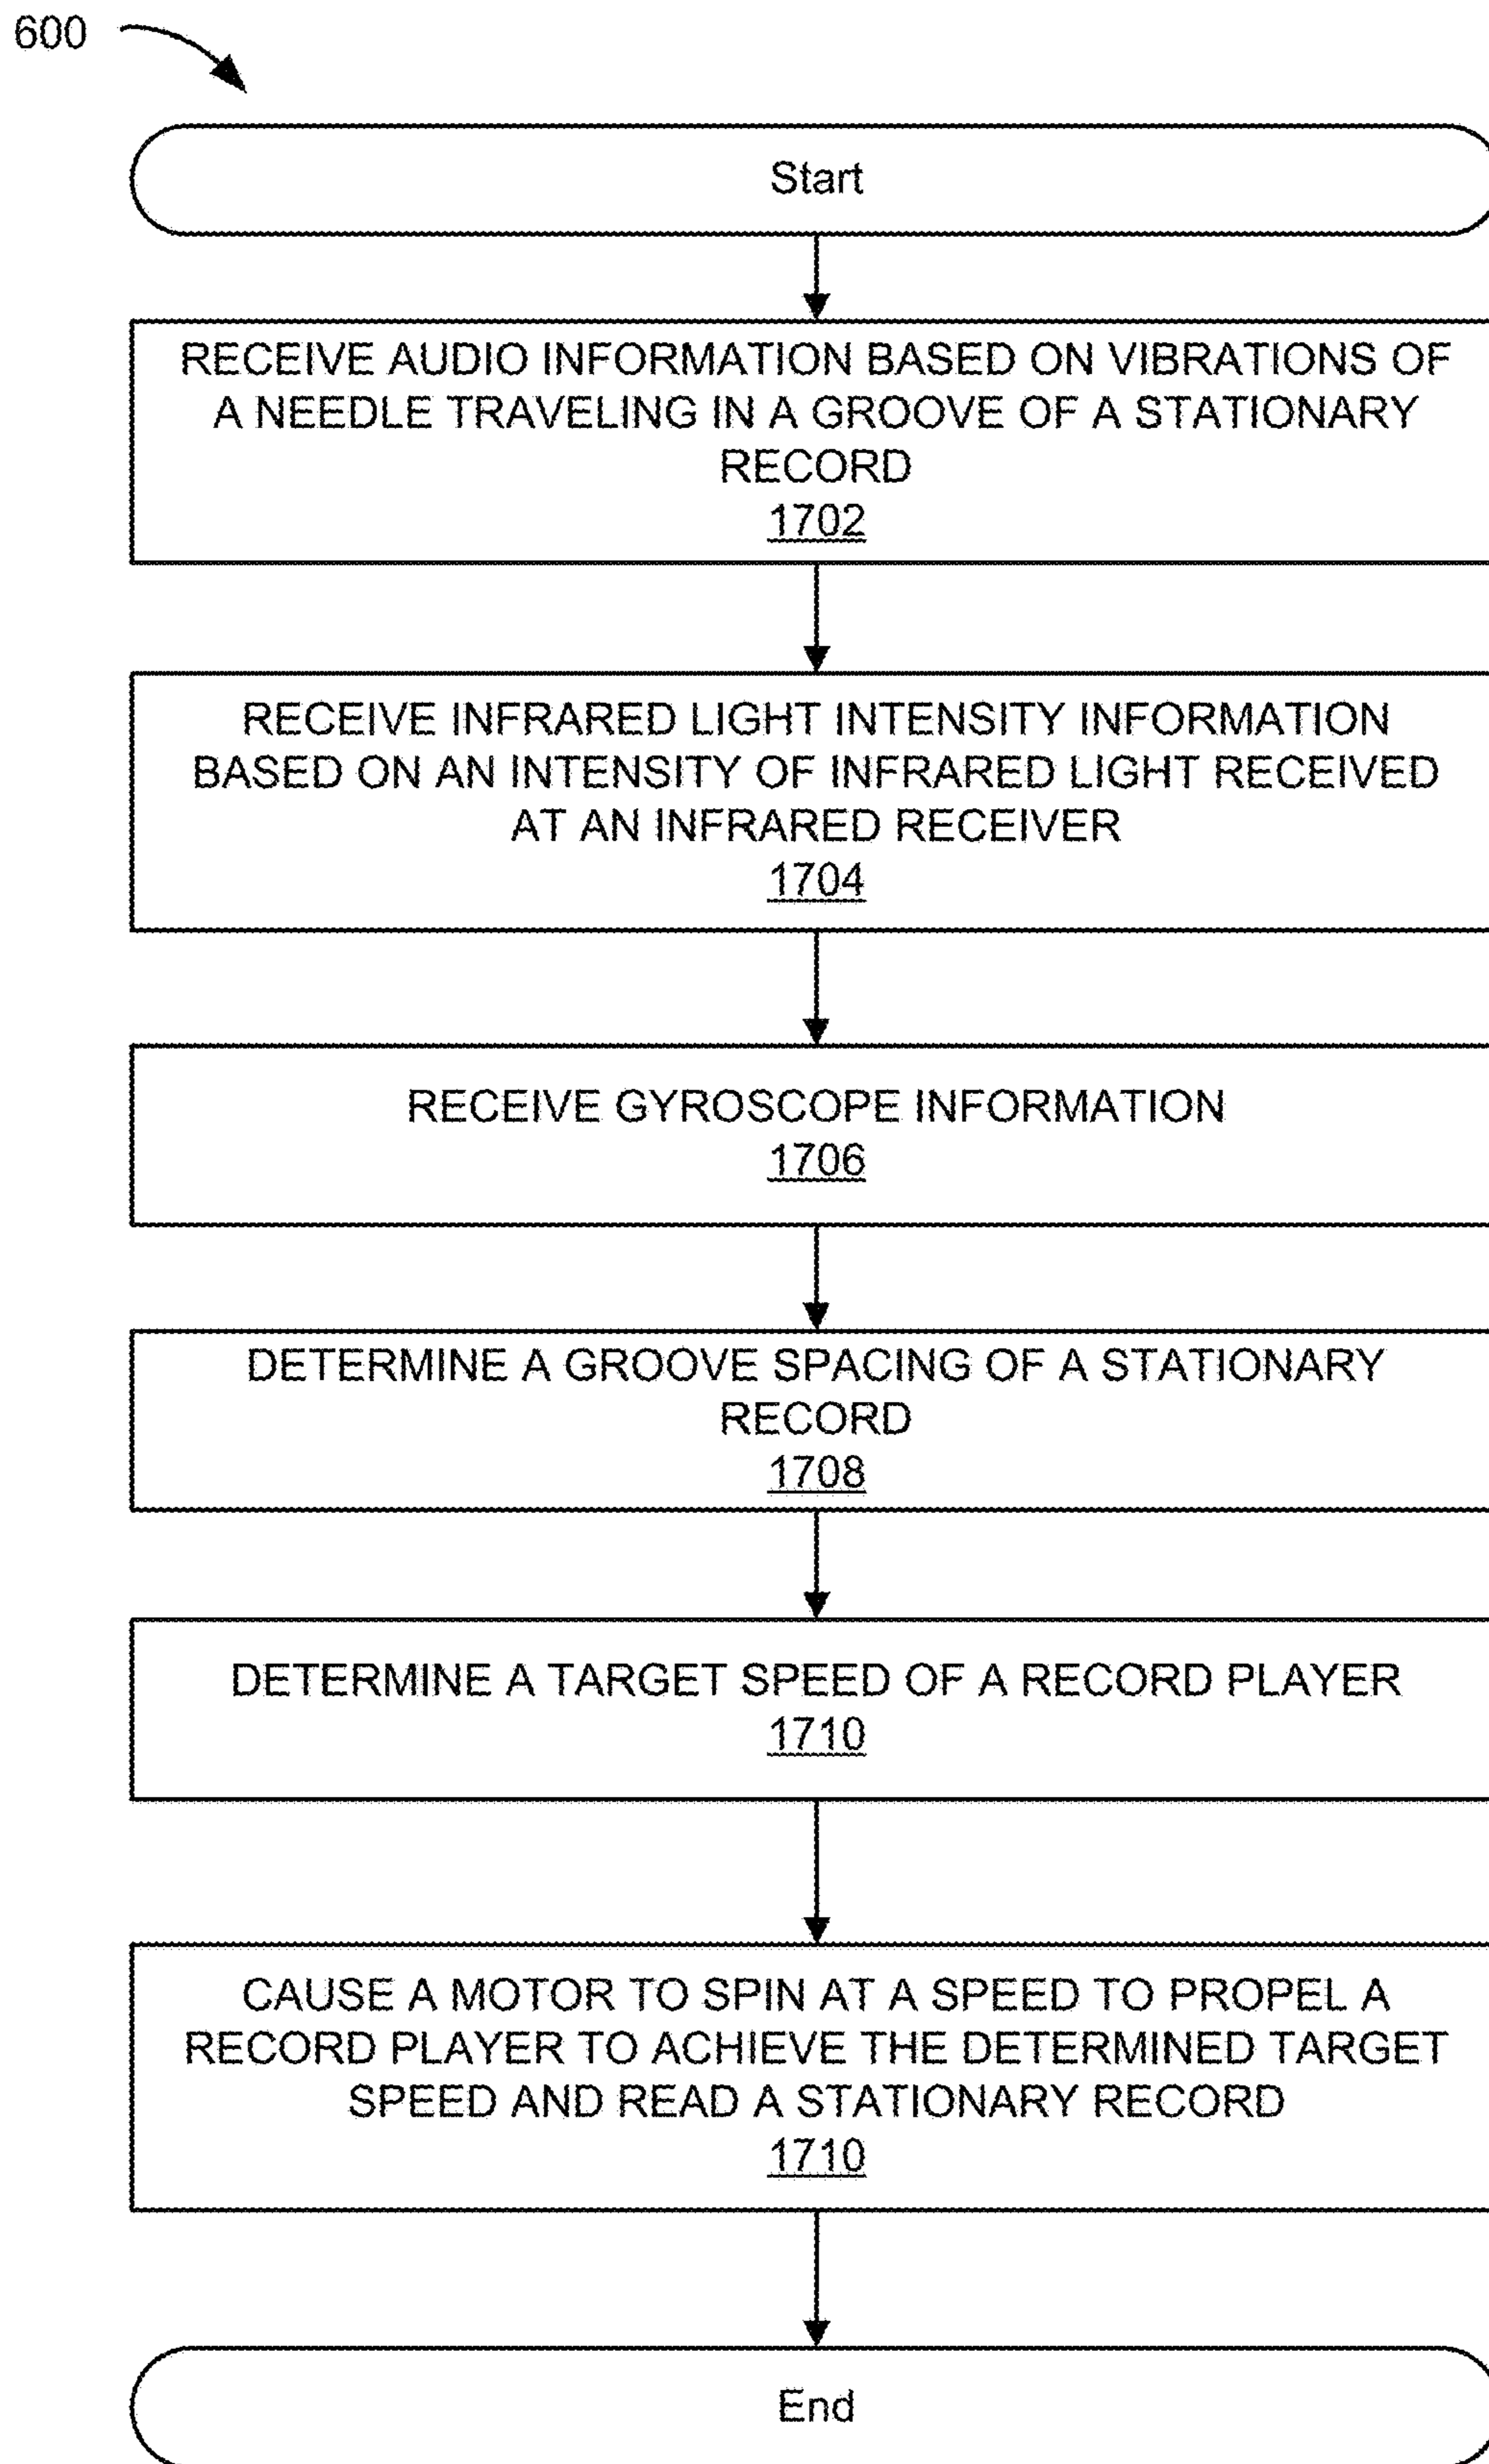 600
Start
RECEIVE AUDIO INFORMATION BASED ON VIBRATIONS OF
A NEEDLE TRAVELING IN A GROOVE OF A STATIONARY
RECORD
1702
RECEIVE INFRARED LIGHT INTENSITY INFORMATION
BASED ON AN INTENSITY OF INFRARED LIGHT RECEIVED
AT AN INFRARED RECEIVER
1704
RECEIVE GYROSCOPE INFORMATION
1706
DETERMINE A GROOVE SPACING OF A STATIONARY
RECORD
1708
DETERMINE A TARGET SPEED OF A RECORD PLAYER
1710
CAUSE A MOTOR TO SPIN AT A SPEED TO PROPEL A
RECORD PLAYER TO ACHIEVE THE DETERMINED TARGET
SPEED AND READ A STATIONARY RECORD
1710
End